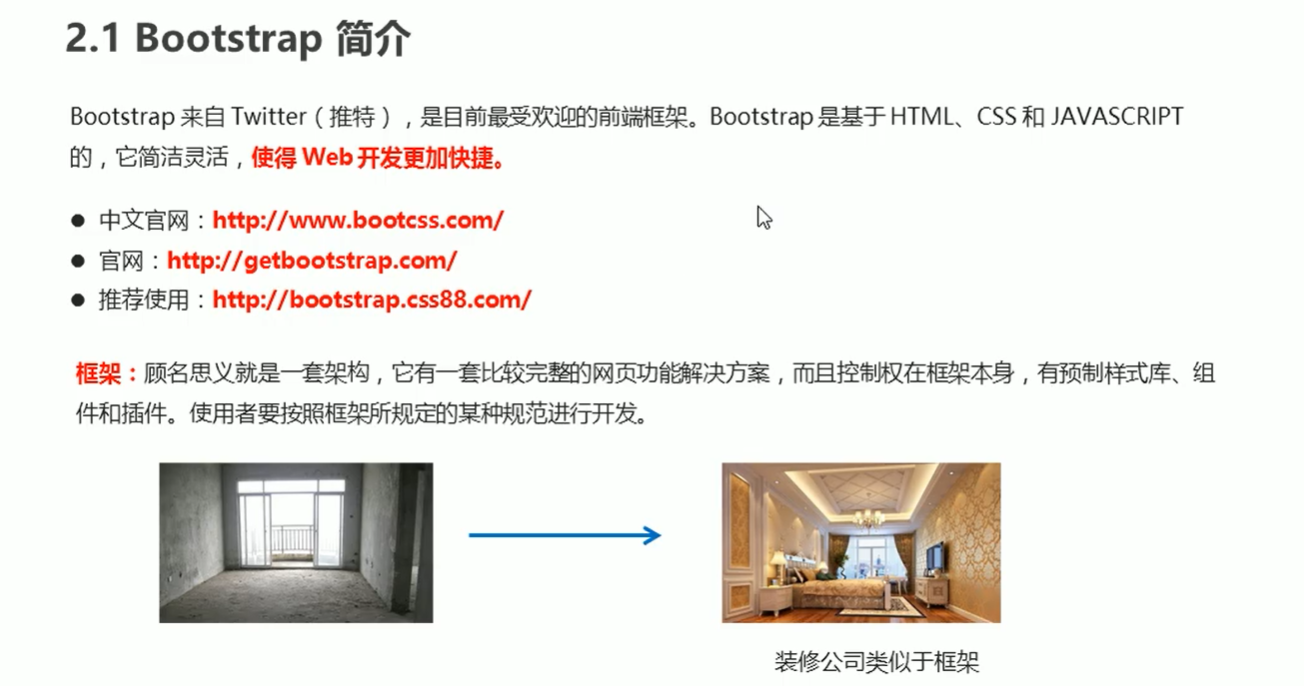 2.1 Bootstrap 简介
Bootstrap 来自 Twitter（推特），是目前最受欢迎的前端框架。Bootstrap 是基于 HTML、CSS 和 JAVASCRIPT
的，它简洁灵活，使得 Web 开发更加快捷。
● 中文官网：http://www.bootcss.com/
● 官网：http://getbootstrap.com/
● 推荐使用：http://bootstrap.css88.com/
框架：顾名思义就是一套架构，它有一套比较完整的网页功能解决方案，而且控制权在框架本身，有预制样式库、组
件和插件。使用者要按照框架所规定的某种规范进行开发。
装修公司类似于框架